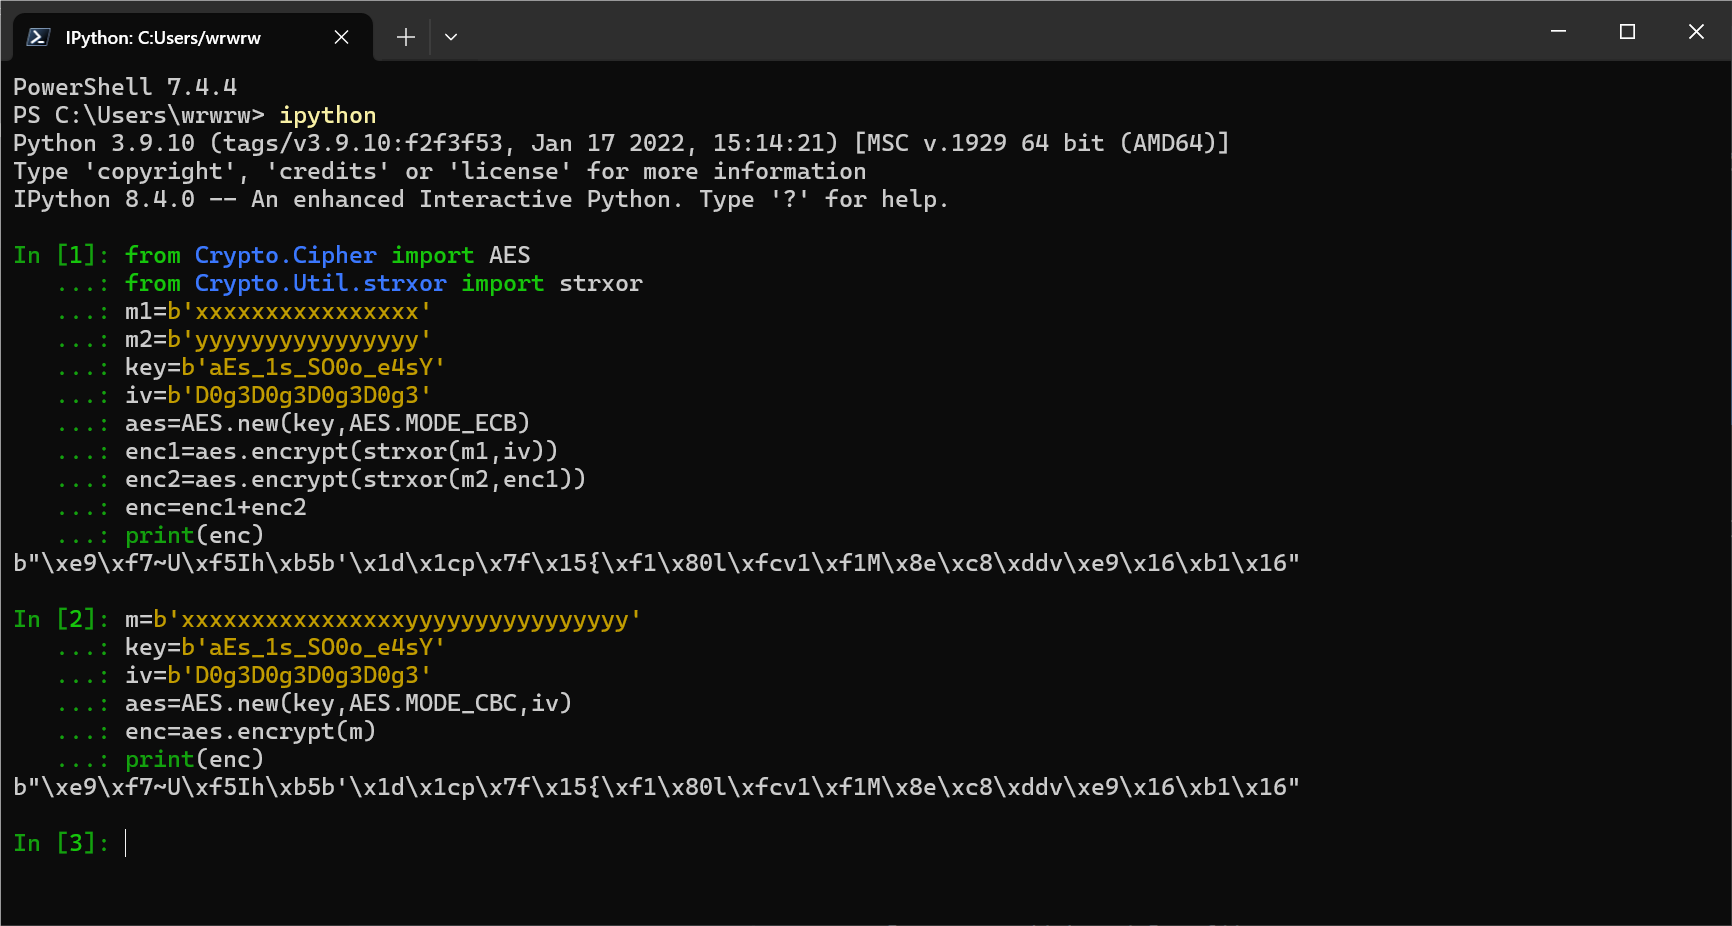 IPython: C:Users/wrwrw
PowerShell 7.4.4
PS C:\Users\wrwrw> ipython
Python 3.9.10 (tags/v3.9.10:f2f3f53, Jan 17 2022, 15:14:21) [MSC v.1929 64 bit (AMD64)]
Type 'copyright', 'credits' or 'license' for more information
IPython 8.4.0 -- An enhanced Interactive Python. Type '?' for help.
In [1]: from Crypto.Cipher import AES
   ...: from Crypto.Util.strxor import strxor
   ...: m1=b'xxxxxxxxxxxxxxxx'
   ...: m2=b'yyyyyyyyyyyyyyyy'
   ...: key=b'aEs_1s_SO0o_e4sY'
   ...: iv=b'D0g3D0g3D0g3D0g3'
   ...: aes=AES.new(key,AES.MODE_ECB)
   ...: enc1=aes.encrypt(strxor(m1,iv))
   ...: enc2=aes.encrypt(strxor(m2,enc1))
   ...: enc=enc1+enc2
   ...: print(enc)
b"\xe9\xf7~U\xf5Ih\xb5b'\x1d\x1cp\x7f\x15{\xf1\x80l\xfcv1\xf1M\x8e\xc8\xddv\xe9\x16\xb1\x16"
In [2]: m=b'xxxxxxxxxxxxxxxxyyyyyyyyyyyyyyyy'
   ...: key=b'aEs_1s_SO0o_e4sY'
   ...: iv=b'D0g3D0g3D0g3D0g3'
   ...: aes=AES.new(key,AES.MODE_CBC,iv)
   ...: enc=aes.encrypt(m)
   ...: print(enc)
b"\xe9\xf7~U\xf5Ih\xb5b'\x1d\x1cp\x7f\x15{\xf1\x80l\xfcv1\xf1M\x8e\xc8\xddv\xe9\x16\xb1\x16"
In [3]: